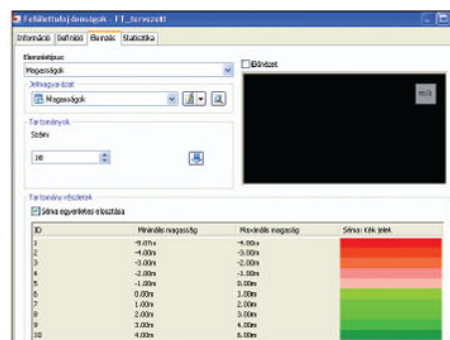 Felülettulajdonságok - FT_tervezett
Információ Definíció Elemzés Statisztika
Elemzéstípus:
Magasságok
Előnézet
Jelmagyarázat
Magasságok
Tartományok
Szám:
10
Tartomány részletek
Séma egyenletes elosztása
ID Minimális magasság Maximális magasság Séma: Kék jelek
1 -5.07m -4.00m
2 -4.00m -3.00m
3 -3.00m -2.00m
4 -2.00m -1.00m
5 -1.00m 0.00m
6 0.00m 1.00m
7 1.00m 2.00m
8 2.00m 3.00m
9 3.00m 4.00m
10 4.00m 6.00m